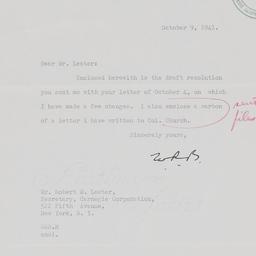 October 9, 1941.
Dear Mr. Lester:
Enclosed herewith is the draft resolution
you sent me with your letter of October 4, on which
I have made a few changes. I also enclose a carbon
of a letter I have written to Col. Church.
Sincerely yours,
Mr. Robert M. Lester,
Secretary, Carnegie Corporation,
522 Fifth Avenue,
New York, N. Y.
encl.